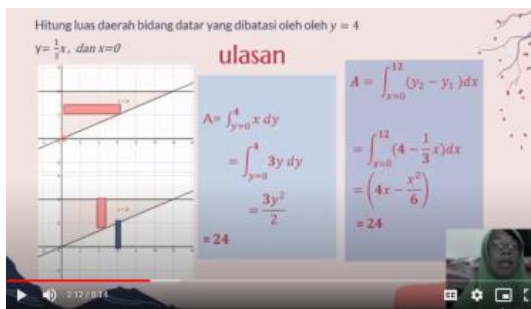 Hitung luas daerah bidang datar yang dibatasi oleh oleh y = 4
y= 1/3 x, dan x=0
ulasan
A= ∫_{y=0}^{4} x dy
= ∫_{y=0}^{4} 3y dy
= 3y²/2
= 24
A = ∫_{x=0}^{12} (y₂ − y₁ )dx
= ∫_{x=0}^{12} (4 − 1/3 x)dx
= (4x − x²/6)
= 24
2:12 / 8:14
CC